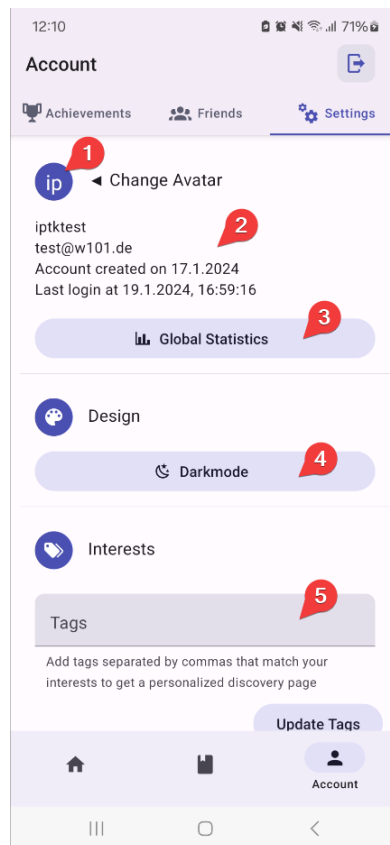 12:10 71%
Account
Achievements Friends Settings
1
ip ◄ Change Avatar
iptktest
2
test@w101.de
Account created on 17.1.2024
Last login at 19.1.2024, 16:59:16
3
Global Statistics
Design
Darkmode 4
Interests
5
Tags
Add tags separated by commas that match your
interests to get a personalized discovery page
Update Tags
Account